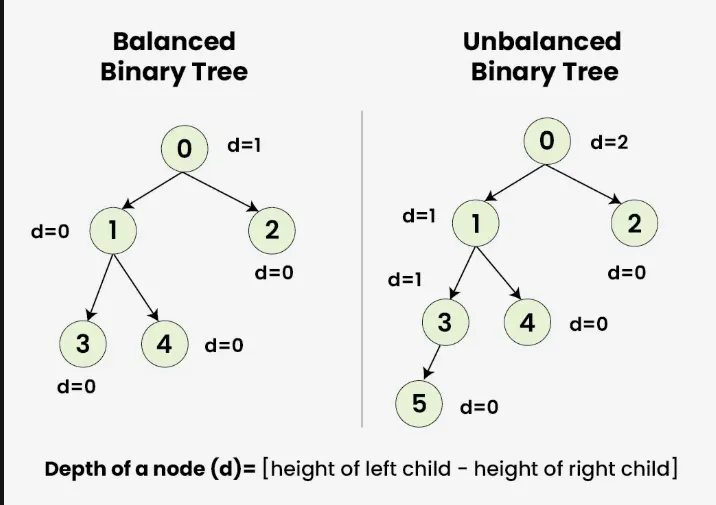 Balanced
Binary Tree
0
d=1
d=0
1
2
d=0
3
4
d=0
d=0
Unbalanced
Binary Tree
0
d=2
d=1
1
2
d=1
d=0
3
4
d=0
5
d=0
Depth of a node (d)= [height of left child - height of right child]